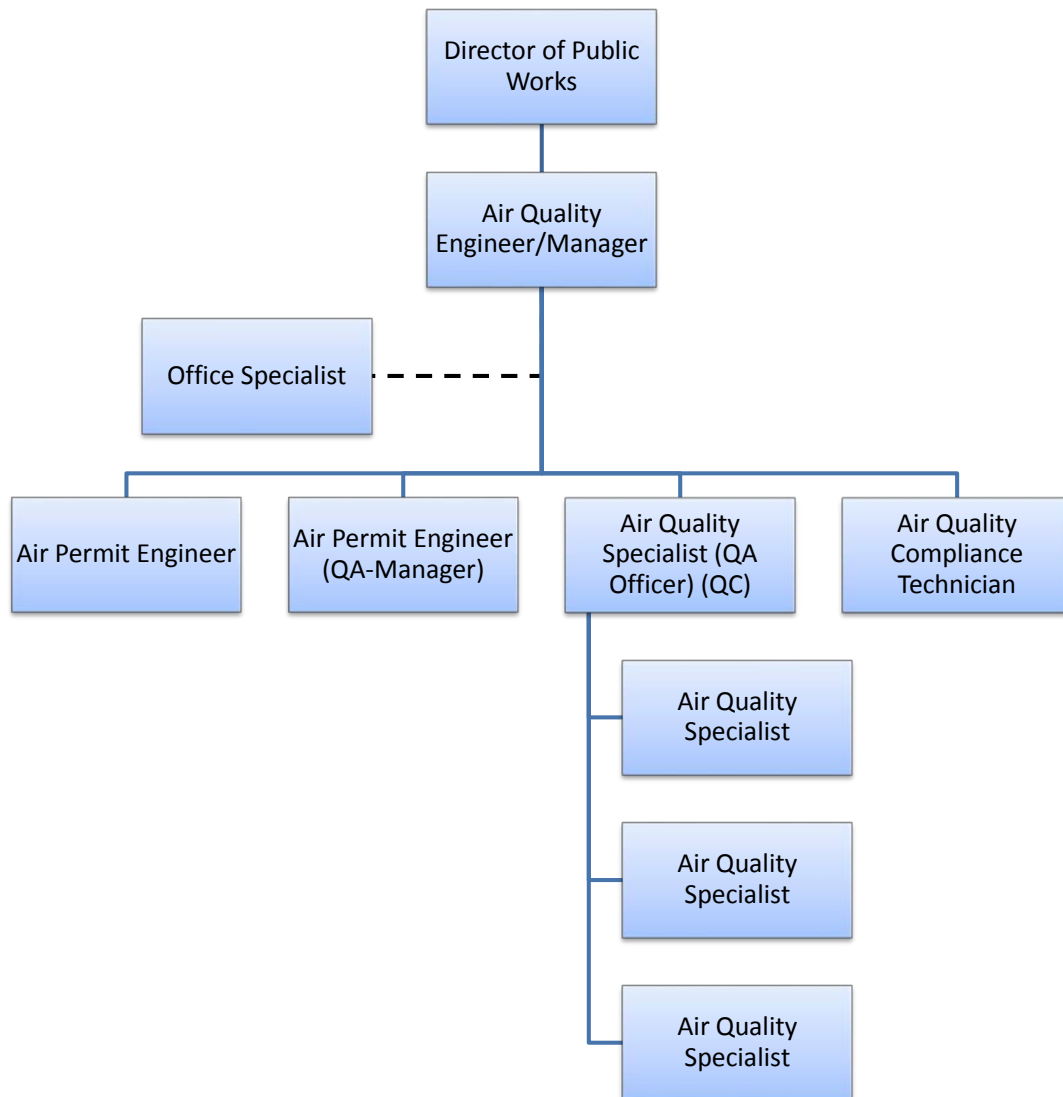 Director of Public
Works
Air Quality
Engineer/Manager
Office Specialist
Air Permit Engineer
Air Permit Engineer
(QA-Manager)
Air Quality
Specialist (QA
Officer) (QC)
Air Quality
Compliance
Technician
Air Quality
Specialist
Air Quality
Specialist
Air Quality
Specialist